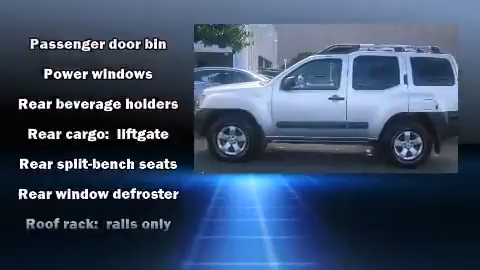 Passenger door bin
Power windows
Rear beverage holders
Rear cargo:  liftgate
Rear split-bench seats
Rear window defroster
Roof rack:  rails only